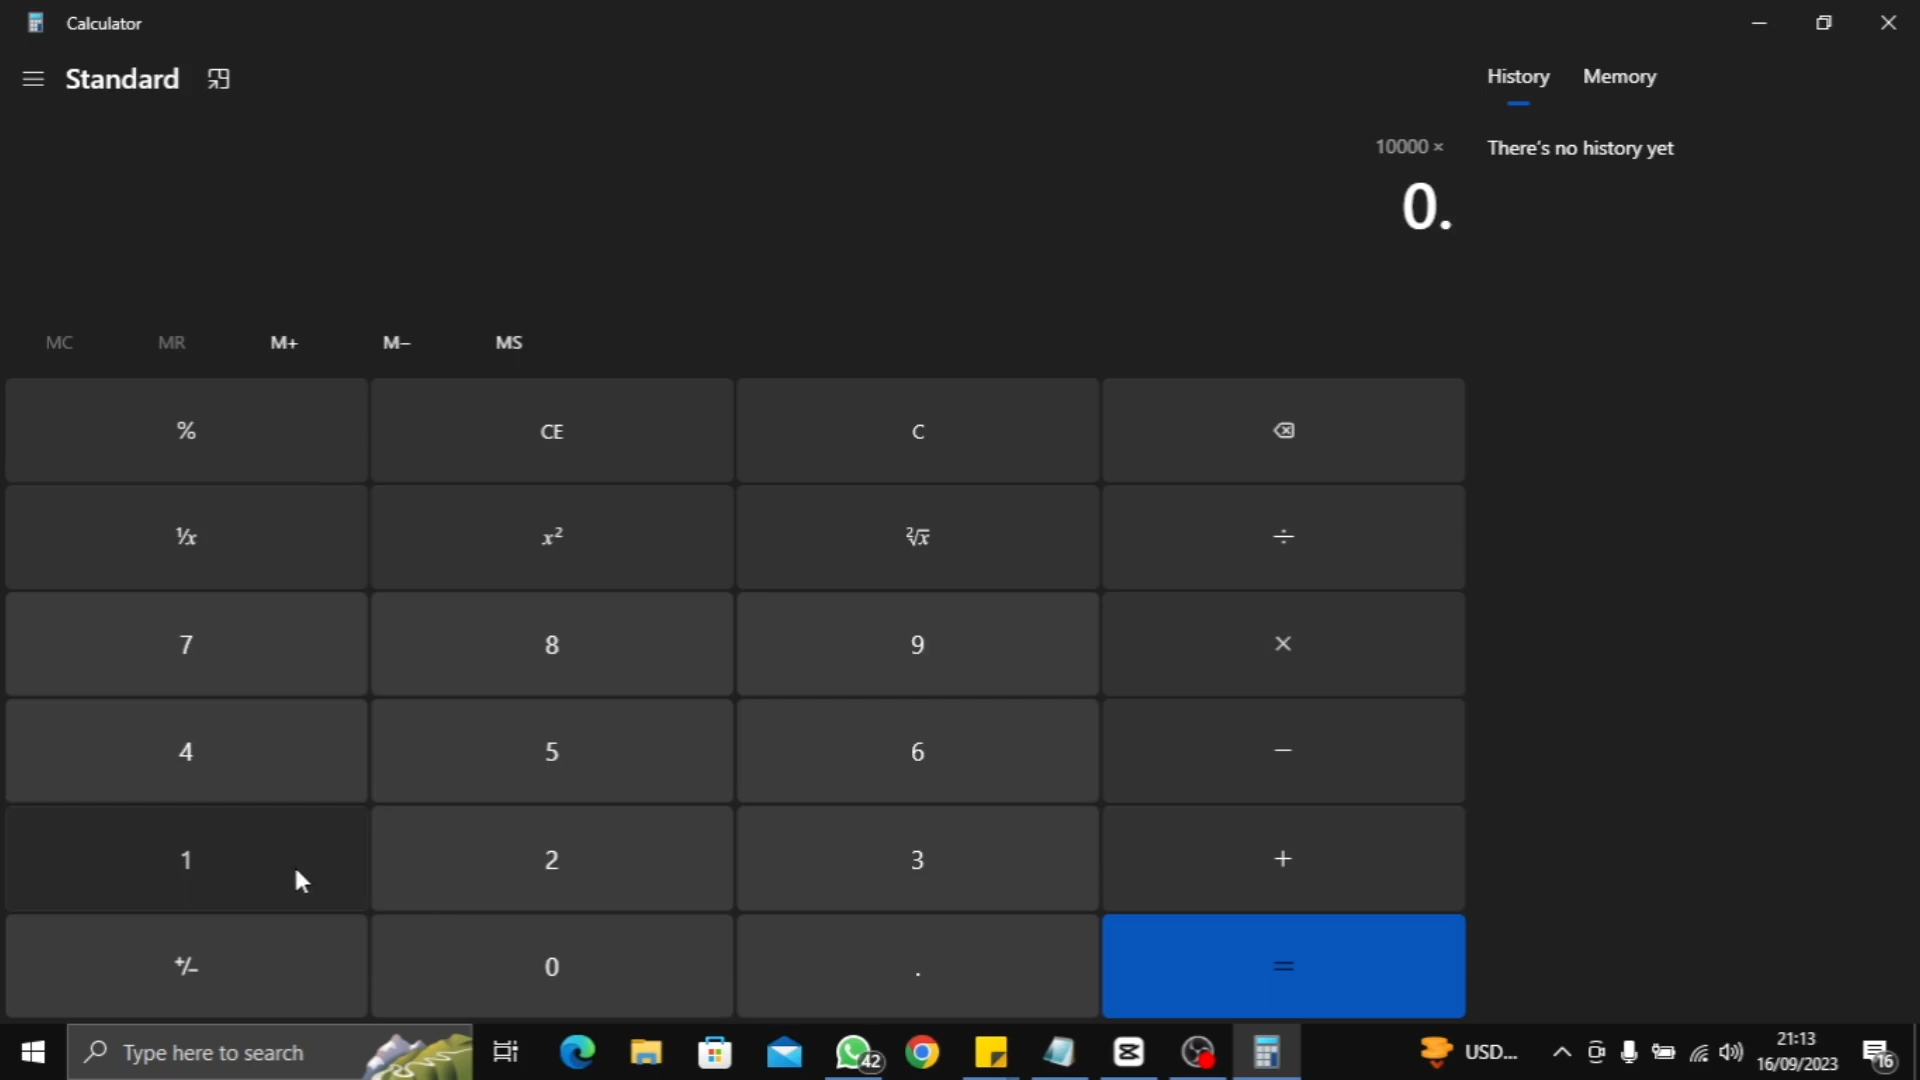 Calculator
Standard
History Memory
10000 ×
There's no history yet
0.
MC MR M+ M− MS
% CE C
⅟x x² ²√x ÷
7 8 9 ×
4 5 6 −
1 2 3 +
+/− 0 . =
Type here to search
42
USD...
21:13
16/09/2023
16